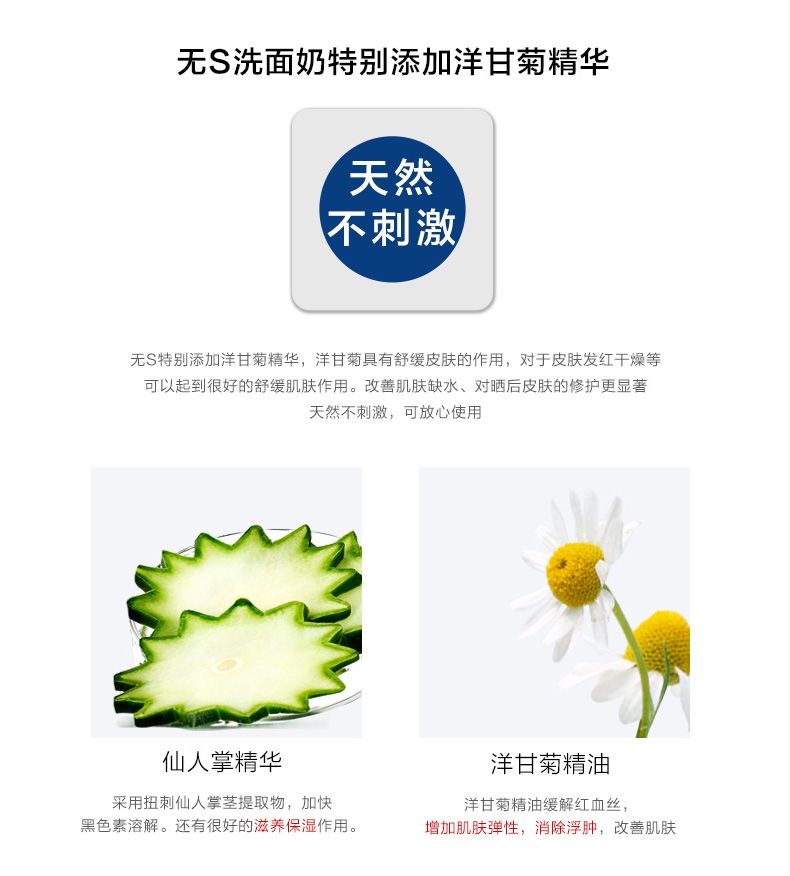 无S洗面奶特别添加洋甘菊精华
天然
不刺激
无S特别添加洋甘菊精华，洋甘菊具有舒缓皮肤的作用，对于皮肤发红干燥等
可以起到很好的舒缓肌肤作用。改善肌肤缺水、对晒后皮肤的修护更显著
天然不刺激，可放心使用
仙人掌精华
采用扭刺仙人掌茎提取物，加快
黑色素溶解。还有很好的滋养保湿作用。
洋甘菊精油
洋甘菊精油缓解红血丝，
增加肌肤弹性，消除浮肿，改善肌肤